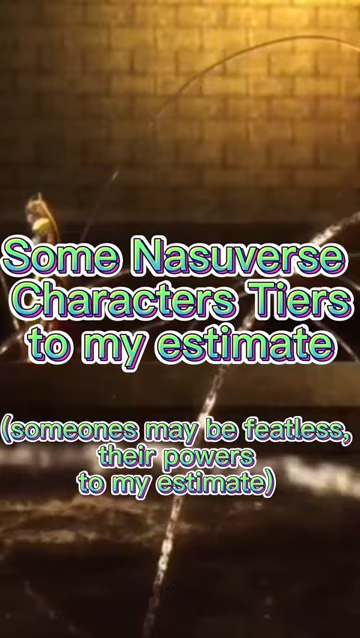 Some Nasuverse
Characters Tiers
to my estimate
(someones may be featless,
their powers
to my estimate)